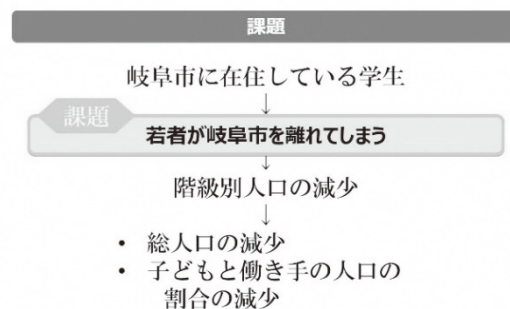 課題
岐阜市に在住している学生
↓
課題
若者が岐阜市を離れてしまう
↓
階級別人口の減少
↓
• 総人口の減少
• 子どもと働き手の人口の
割合の減少